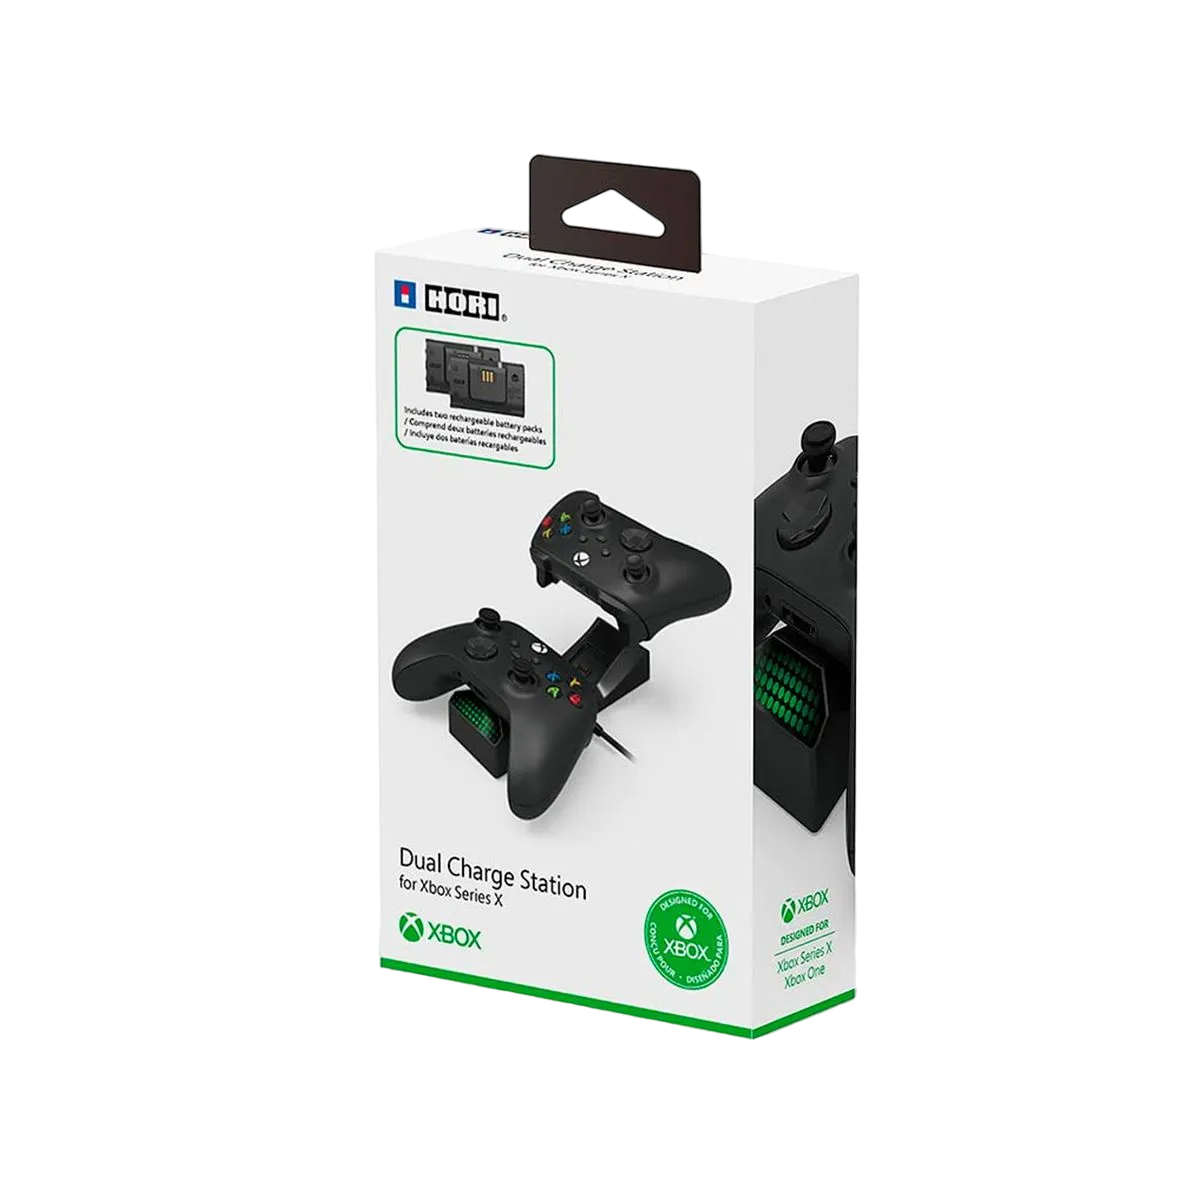 Dual Charge Station
for Xbox Series X
HORI®
Includes two rechargeable battery packs
/ Comprend deux batteries rechargeables
/ Incluye dos baterías recargables
Dual Charge Station
for Xbox Series X
XBOX
DESIGNED FOR
XBOX
CONÇU POUR • DISEÑADO PARA
XBOX
DESIGNED FOR
Xbox Series X
Xbox One